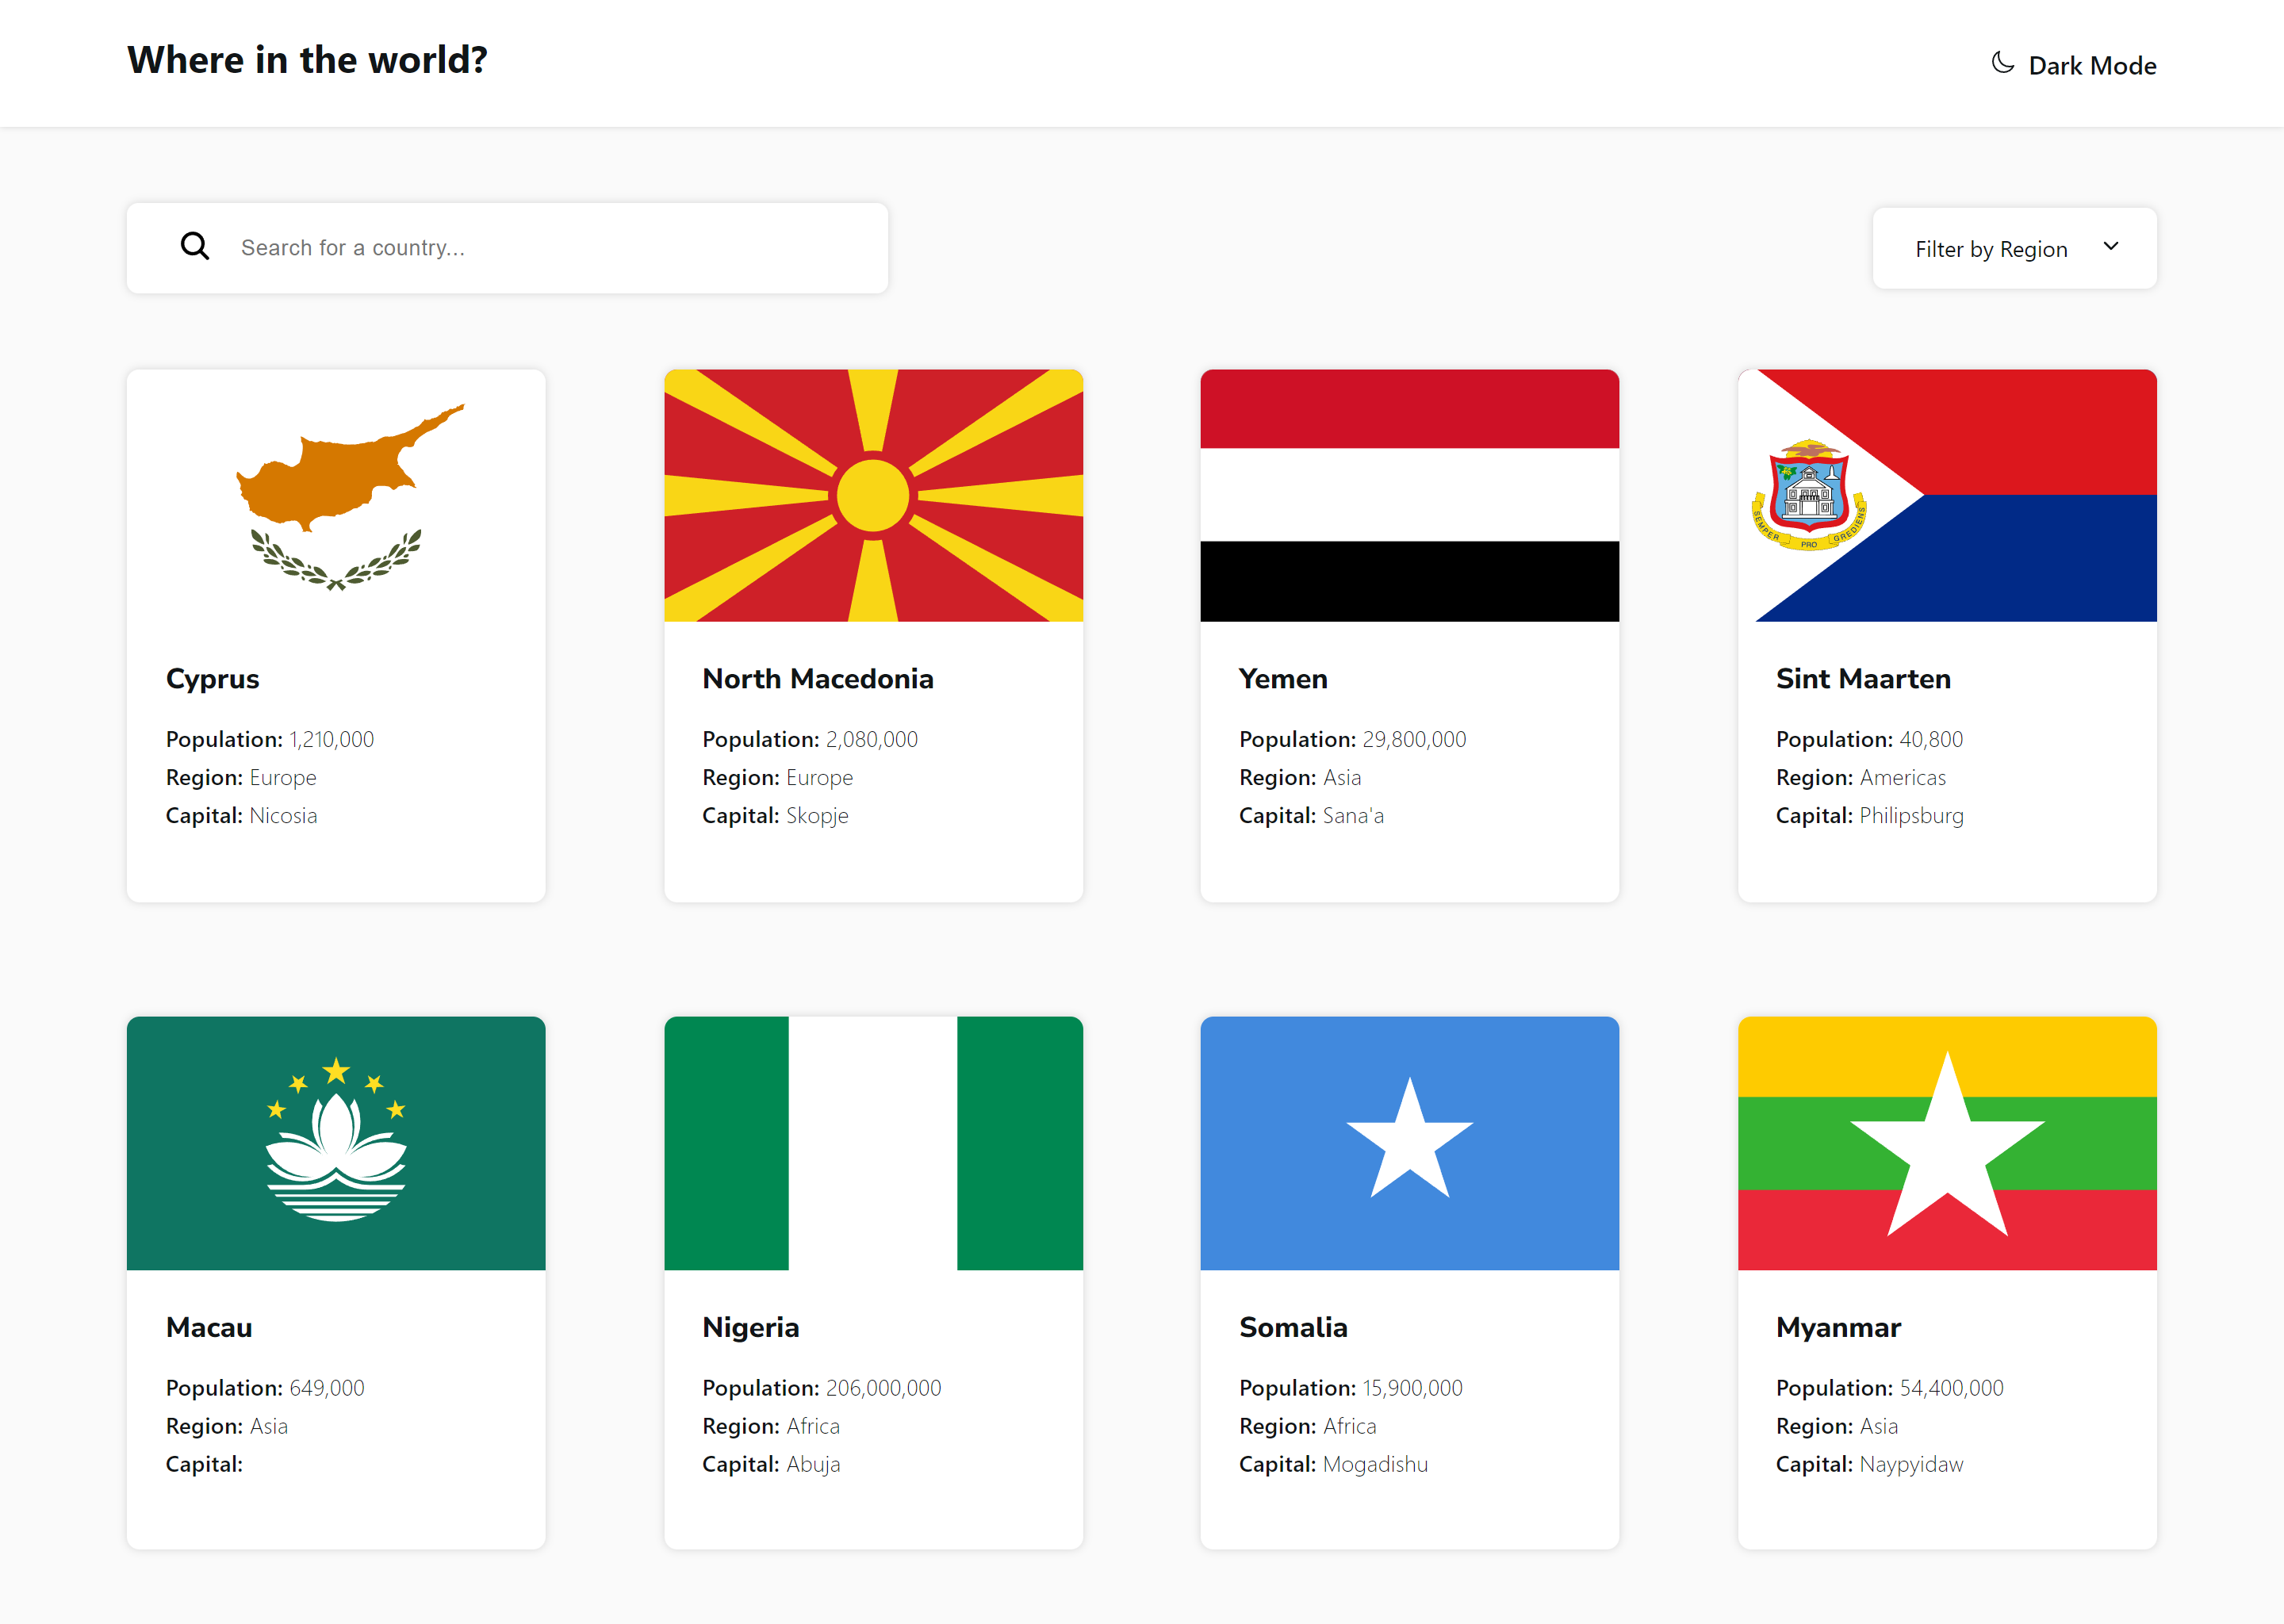 Where in the world?
Dark Mode
Search for a country...
Filter by Region
SEMPER PRO GREDIENS
Cyprus
Population: 1,210,000
Region: Europe
Capital: Nicosia
North Macedonia
Population: 2,080,000
Region: Europe
Capital: Skopje
Yemen
Population: 29,800,000
Region: Asia
Capital: Sana'a
Sint Maarten
Population: 40,800
Region: Americas
Capital: Philipsburg
Macau
Population: 649,000
Region: Asia
Capital:
Nigeria
Population: 206,000,000
Region: Africa
Capital: Abuja
Somalia
Population: 15,900,000
Region: Africa
Capital: Mogadishu
Myanmar
Population: 54,400,000
Region: Asia
Capital: Naypyidaw